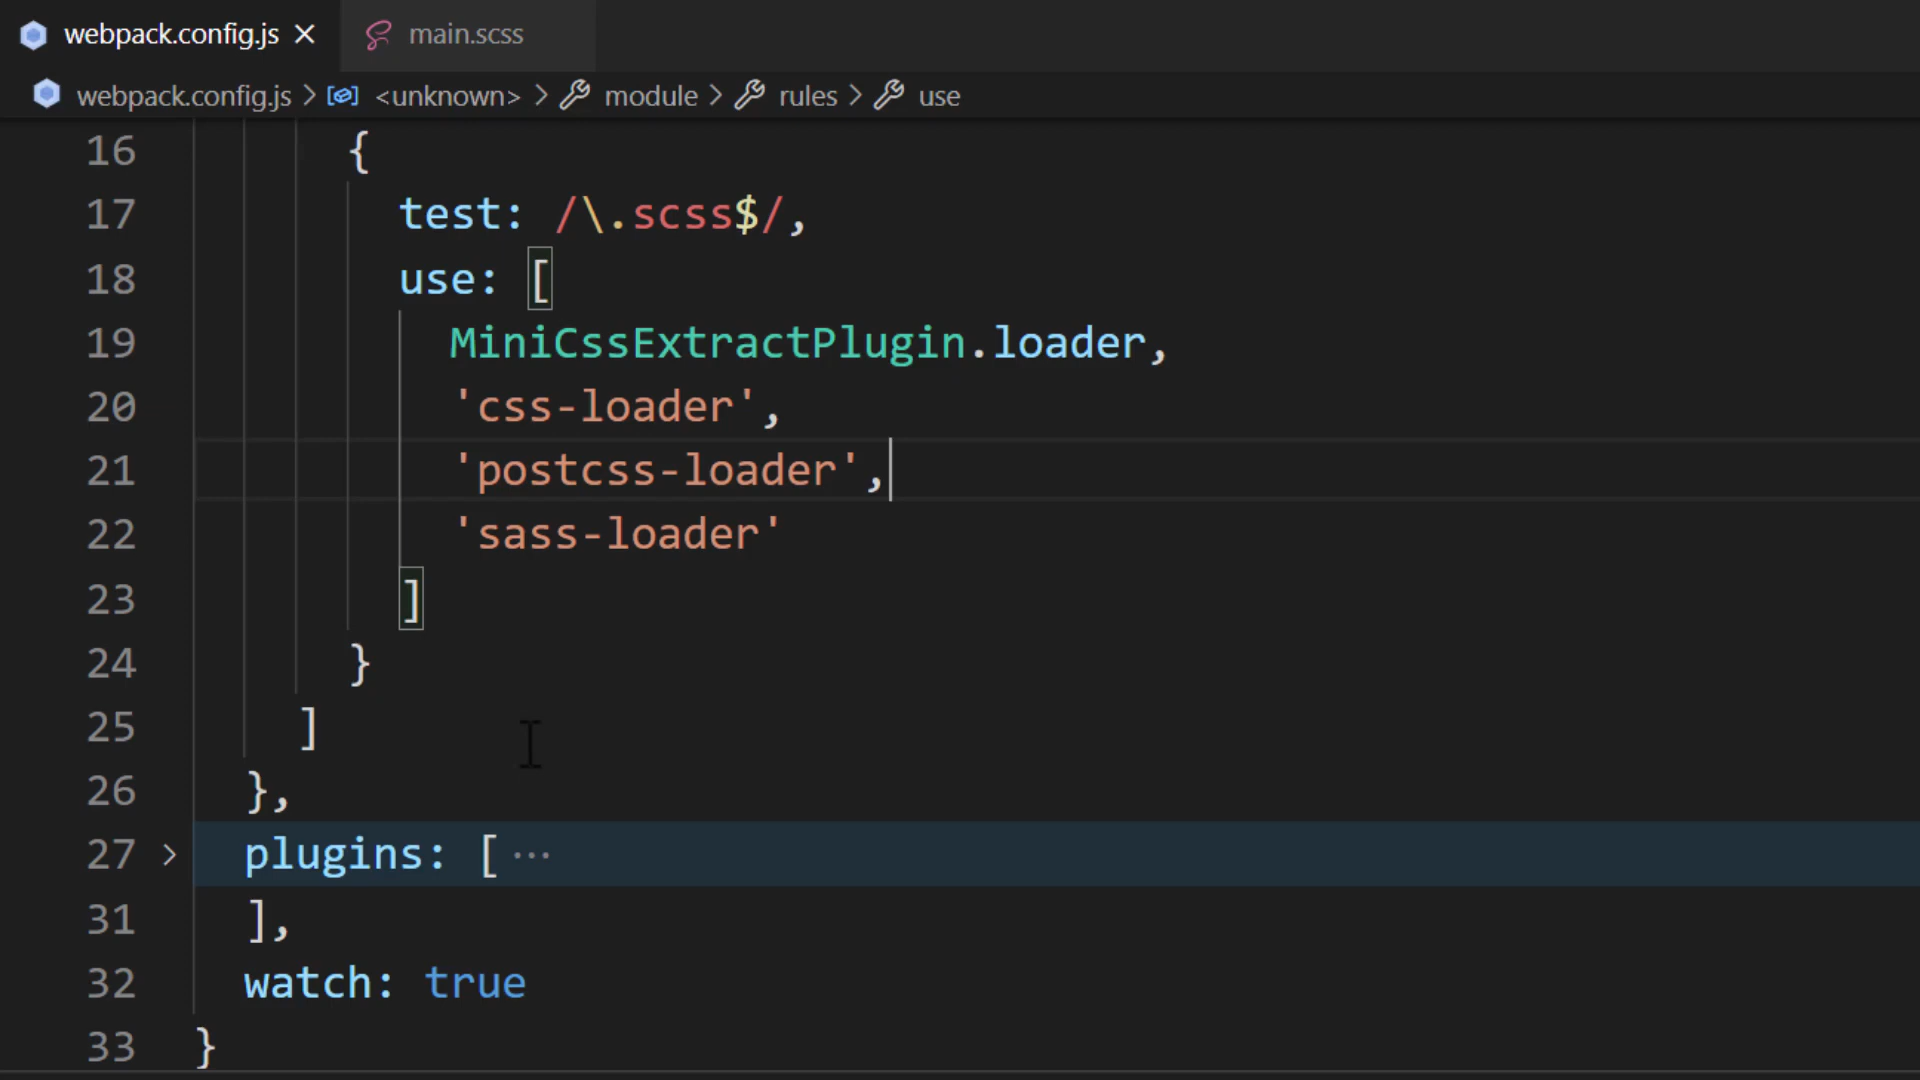 webpack.config.js
main.scss
webpack.config.js > <unknown> > module > rules > use
16 {
17 test: /\.scss$/,
18 use: [
19 MiniCssExtractPlugin.loader,
20 'css-loader',
21 'postcss-loader',
22 'sass-loader'
23 ]
24 }
25 ]
26 },
27 > plugins: [ ···
31 ],
32 watch: true
33 }